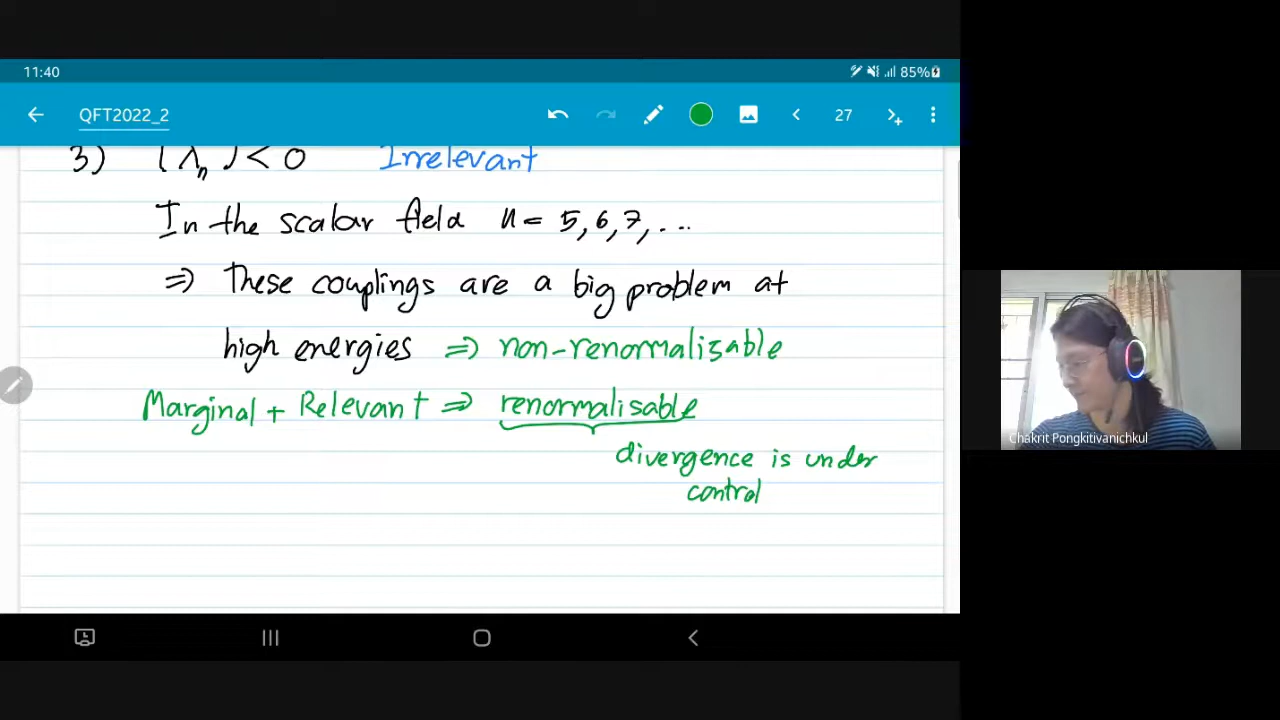 11:40 85%
QFT2022_2 27
3) [λn] < 0 Irrelevant
In the scalar field n = 5, 6, 7, ...
⇒ These couplings are a big problem at
high energies ⇒ non-renormalisable
Marginal + Relevant ⇒ renormalisable
divergence is under
control
Chakrit Pongkitivanichkul